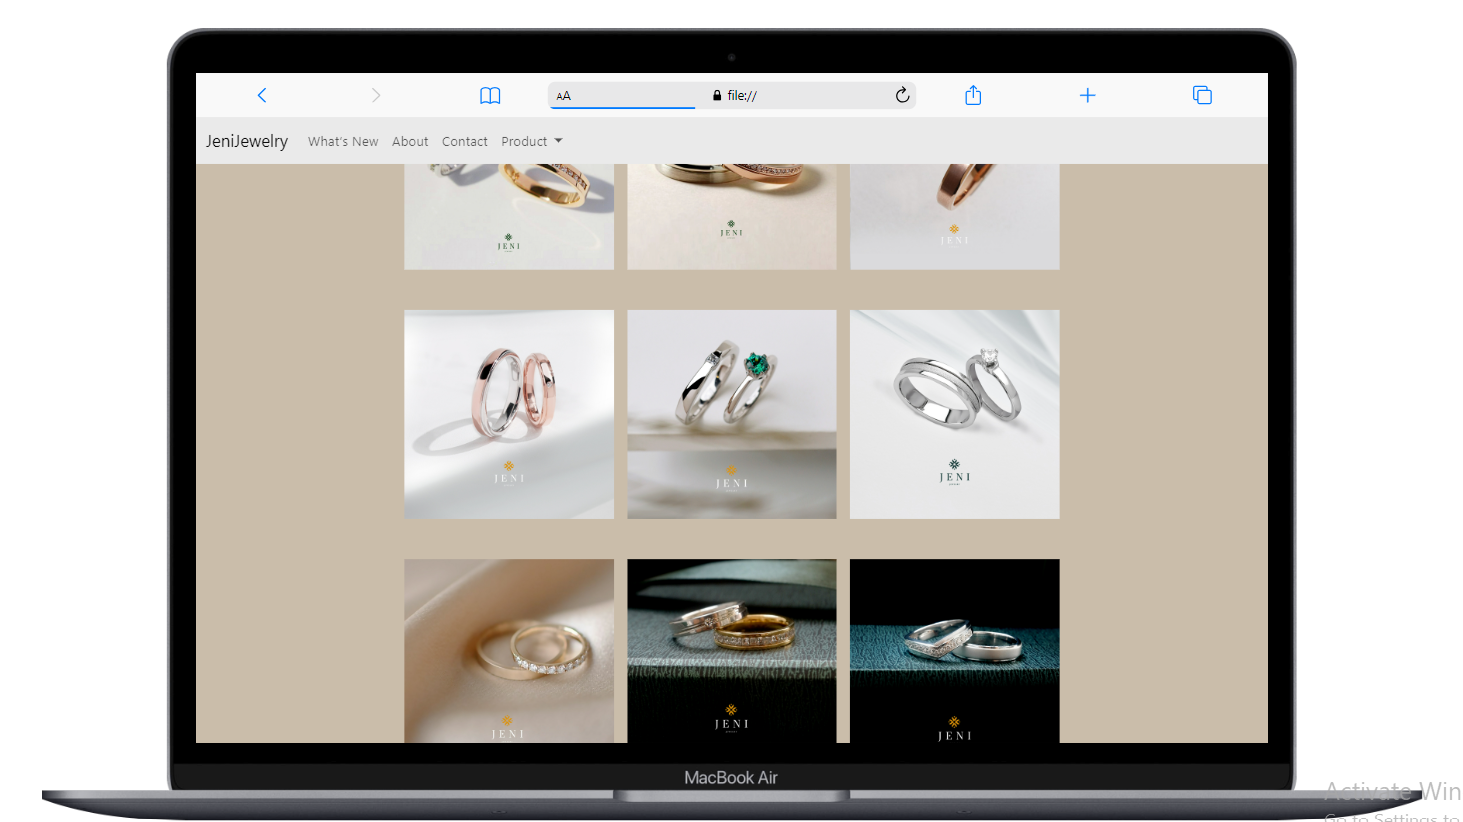 AA file://
JeniJewelry What's New About Contact Product
JENI
JENI
JENI
JENI
JENI
JENI
JENI
JENI
JENI
MacBook Air
Activate Win
Go to Settings to